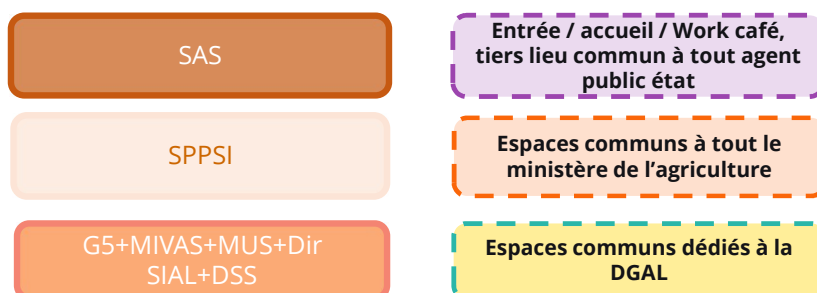 SAS
Entrée / accueil / Work café,
tiers lieu commun à tout agent
public état
SPPSI
Espaces communs à tout le
ministère de l’agriculture
G5+MIVAS+MUS+Dir
SIAL+DSS
Espaces communs dédiés à la
DGAL